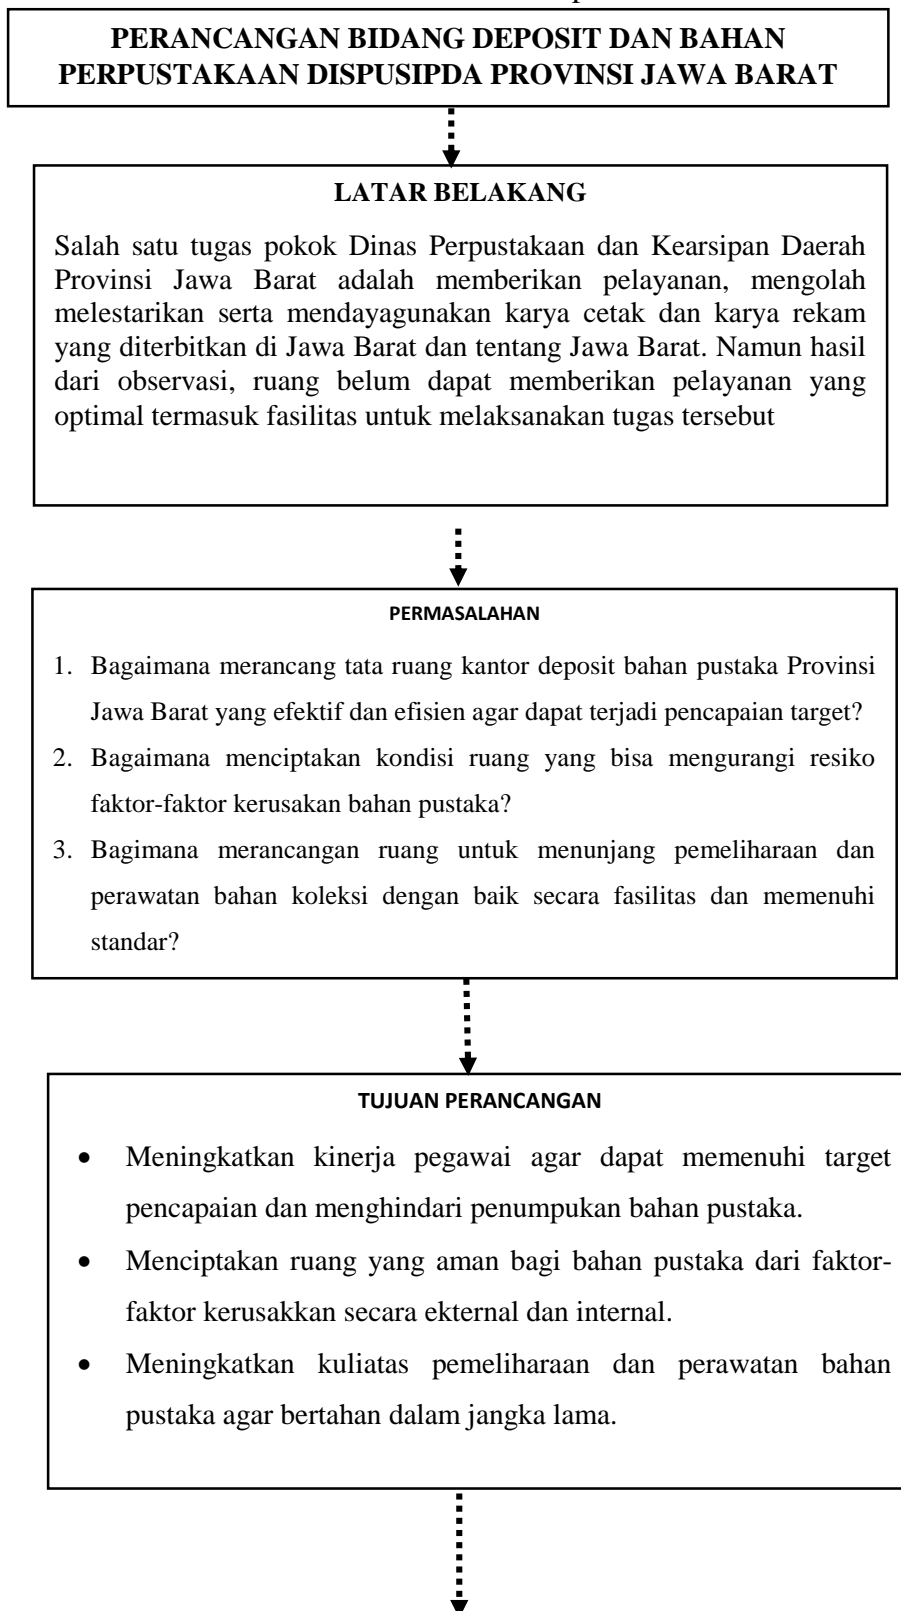 PERANCANGAN BIDANG DEPOSIT DAN BAHAN
PERPUSTAKAAN DISPUSIPDA PROVINSI JAWA BARAT
LATAR BELAKANG
Salah satu tugas pokok Dinas Perpustakaan dan Kearsipan Daerah
Provinsi Jawa Barat adalah memberikan pelayanan, mengolah
melestarikan serta mendayagunakan karya cetak dan karya rekam
yang diterbitkan di Jawa Barat dan tentang Jawa Barat. Namun hasil
dari observasi, ruang belum dapat memberikan pelayanan yang
optimal termasuk fasilitas untuk melaksanakan tugas tersebut
PERMASALAHAN
1. Bagaimana merancang tata ruang kantor deposit bahan pustaka Provinsi
Jawa Barat yang efektif dan efisien agar dapat terjadi pencapaian target?
2. Bagaimana menciptakan kondisi ruang yang bisa mengurangi resiko
faktor-faktor kerusakan bahan pustaka?
3. Bagimana merancangan ruang untuk menunjang pemeliharaan dan
perawatan bahan koleksi dengan baik secara fasilitas dan memenuhi
standar?
TUJUAN PERANCANGAN
• Meningkatkan kinerja pegawai agar dapat memenuhi target
pencapaian dan menghindari penumpukan bahan pustaka.
• Menciptakan ruang yang aman bagi bahan pustaka dari faktor-
faktor kerusakkan secara ekternal dan internal.
• Meningkatkan kuliatas pemeliharaan dan perawatan bahan
pustaka agar bertahan dalam jangka lama.